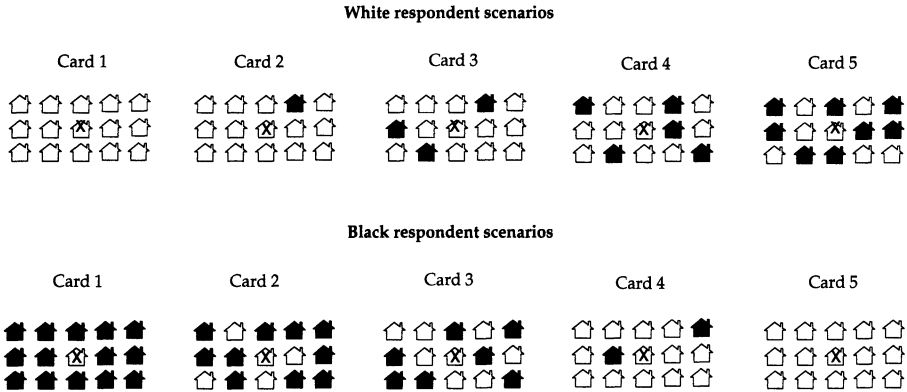 White respondent scenarios
Card 1 Card 2 Card 3 Card 4 Card 5
X X X X X
Black respondent scenarios
Card 1 Card 2 Card 3 Card 4 Card 5
X X X X X